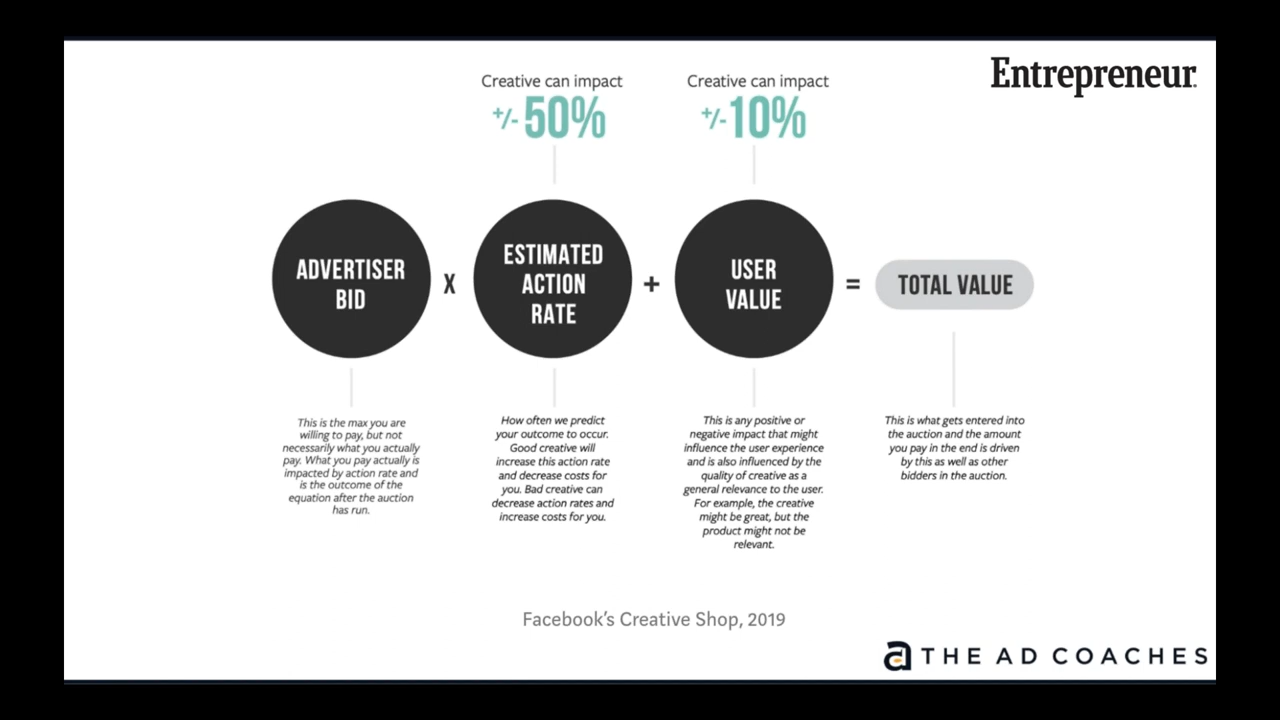 Entrepreneur.
Creative can impact
+/- 50%
Creative can impact
+/- 10%
ADVERTISER
BID
X
ESTIMATED
ACTION
RATE
+
USER
VALUE
=
TOTAL VALUE
This is the max you are
willing to pay, but not
necessarily what you actually
pay. What you pay actually is
impacted by action rate and
is the outcome of the
equation after the auction
has run.
How often we predict
your outcome to occur.
Good creative will
increase this action rate
and decrease costs for
you. Bad creative can
decrease action rates and
increase costs for you.
This is any positive or
negative impact that might
influence the user experience
and is also influenced by the
quality of creative as a
general relevance to the user.
For example, the creative
might be great, but the
product might not be
relevant.
This is what gets entered into
the auction and the amount
you pay in the end is driven
by this as well as other
bidders in the auction.
Facebook's Creative Shop, 2019
a THE AD COACHES